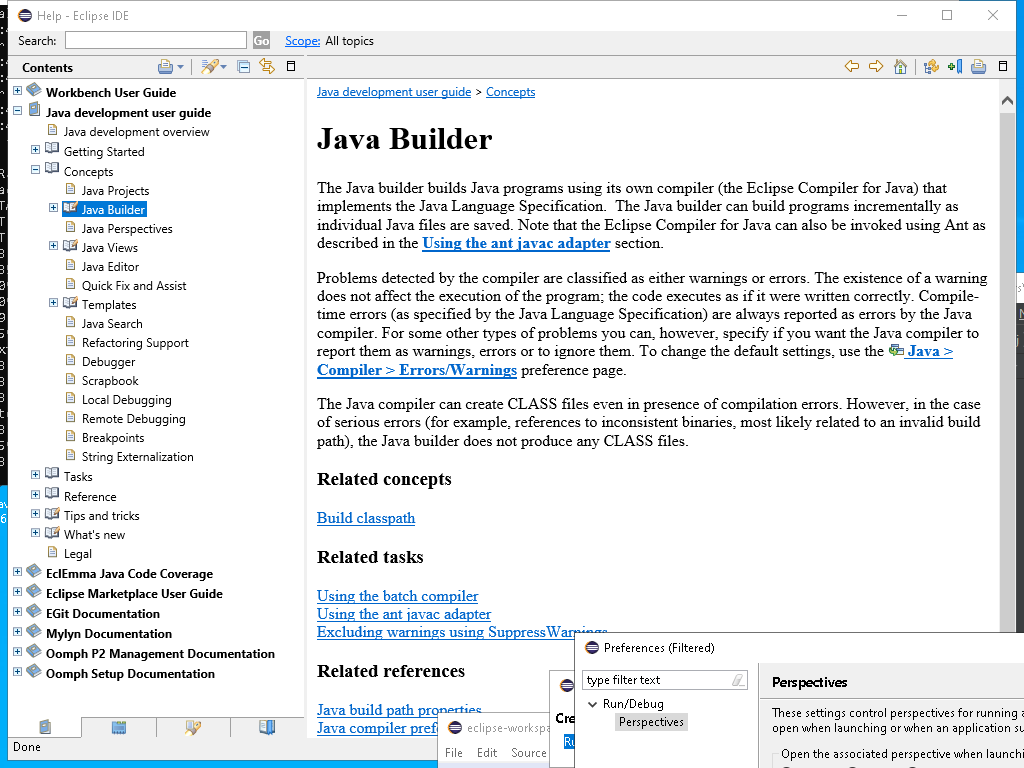 Help - Eclipse IDE
Search:
Go
Scope: All topics
Contents
Workbench User Guide
Java development user guide
Java development overview
Getting Started
Concepts
Java Projects
Java Builder
Java Perspectives
Java Views
Java Editor
Quick Fix and Assist
Templates
Java Search
Refactoring Support
Debugger
Scrapbook
Local Debugging
Remote Debugging
Breakpoints
String Externalization
Tasks
Reference
Tips and tricks
What's new
Legal
EclEmma Java Code Coverage
Eclipse Marketplace User Guide
EGit Documentation
Mylyn Documentation
Oomph P2 Management Documentation
Oomph Setup Documentation
Done
Java development user guide > Concepts
Java Builder
The Java builder builds Java programs using its own compiler (the Eclipse Compiler for Java) that
implements the Java Language Specification. The Java builder can build programs incrementally as
individual Java files are saved. Note that the Eclipse Compiler for Java can also be invoked using Ant as
described in the Using the ant javac adapter section.
Problems detected by the compiler are classified as either warnings or errors. The existence of a warning
does not affect the execution of the program; the code executes as if it were written correctly. Compile-
time errors (as specified by the Java Language Specification) are always reported as errors by the Java
compiler. For some other types of problems you can, however, specify if you want the Java compiler to
report them as warnings, errors or to ignore them. To change the default settings, use the Java >
Compiler > Errors/Warnings preference page.
The Java compiler can create CLASS files even in presence of compilation errors. However, in the case
of serious errors (for example, references to inconsistent binaries, most likely related to an invalid build
path), the Java builder does not produce any CLASS files.
Related concepts
Build classpath
Related tasks
Using the batch compiler
Using the ant javac adapter
Excluding warnings using SuppressWarnings
Related references
Java build path properties
Java compiler pref
eclipse-workspa
File Edit Source
Cre
Ru
Preferences (Filtered)
type filter text
Run/Debug
Perspectives
Perspectives
These settings control perspectives for running a
open when launching or when an application su
Open the associated perspective when launchi